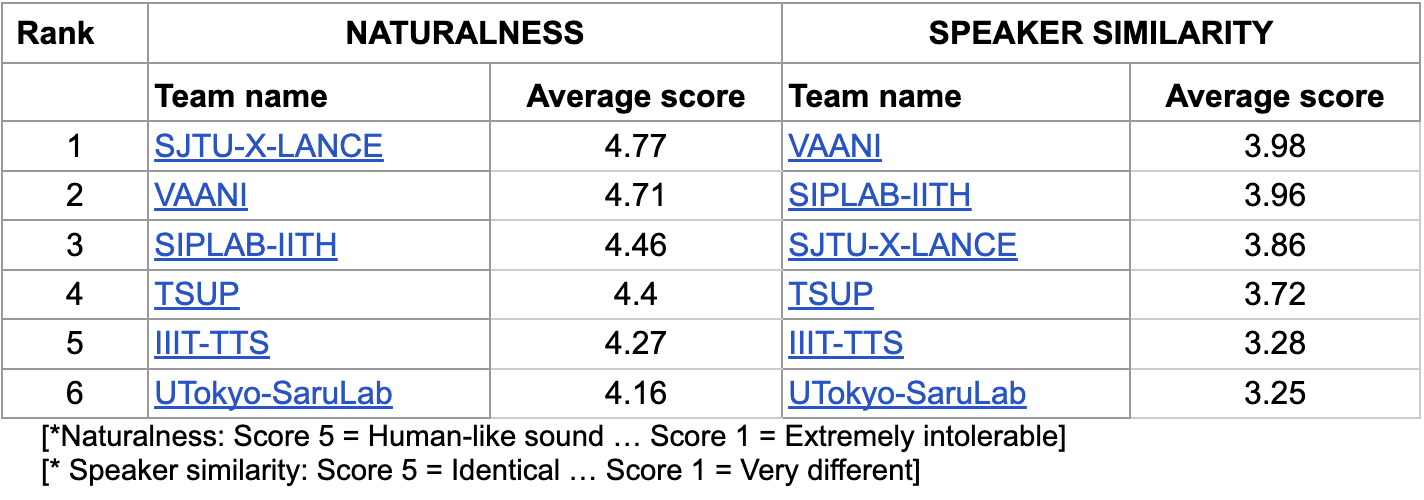 Rank NATURALNESS SPEAKER SIMILARITY
Team name Average score Team name Average score
1 SJTU-X-LANCE 4.77 VAANI 3.98
2 VAANI 4.71 SIPLAB-IITH 3.96
3 SIPLAB-IITH 4.46 SJTU-X-LANCE 3.86
4 TSUP 4.4 TSUP 3.72
5 IIIT-TTS 4.27 IIIT-TTS 3.28
6 UTokyo-SaruLab 4.16 UTokyo-SaruLab 3.25
[*Naturalness: Score 5 = Human-like sound … Score 1 = Extremely intolerable]
[* Speaker similarity: Score 5 = Identical … Score 1 = Very different]